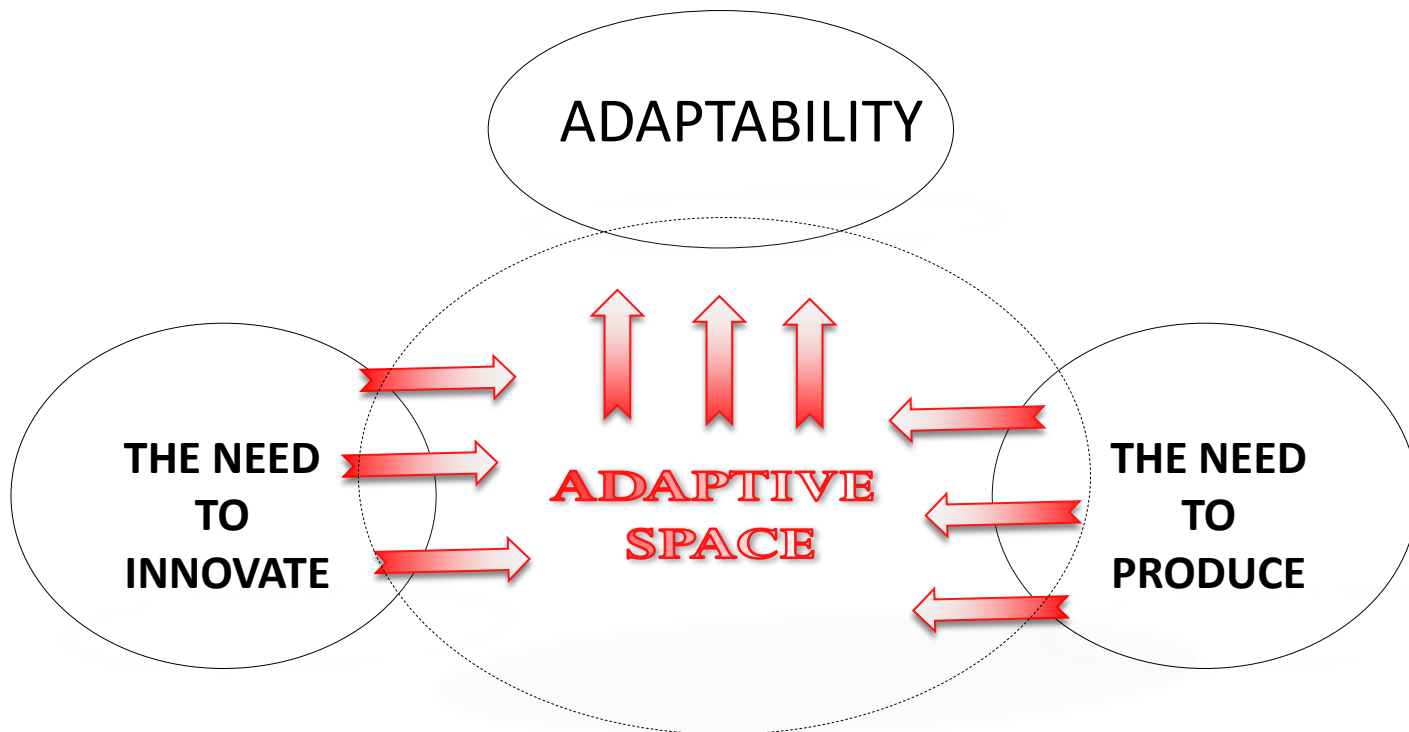 ADAPTABILITY
THE NEED
TO
INNOVATE
ADAPTIVE
SPACE
THE NEED
TO
PRODUCE